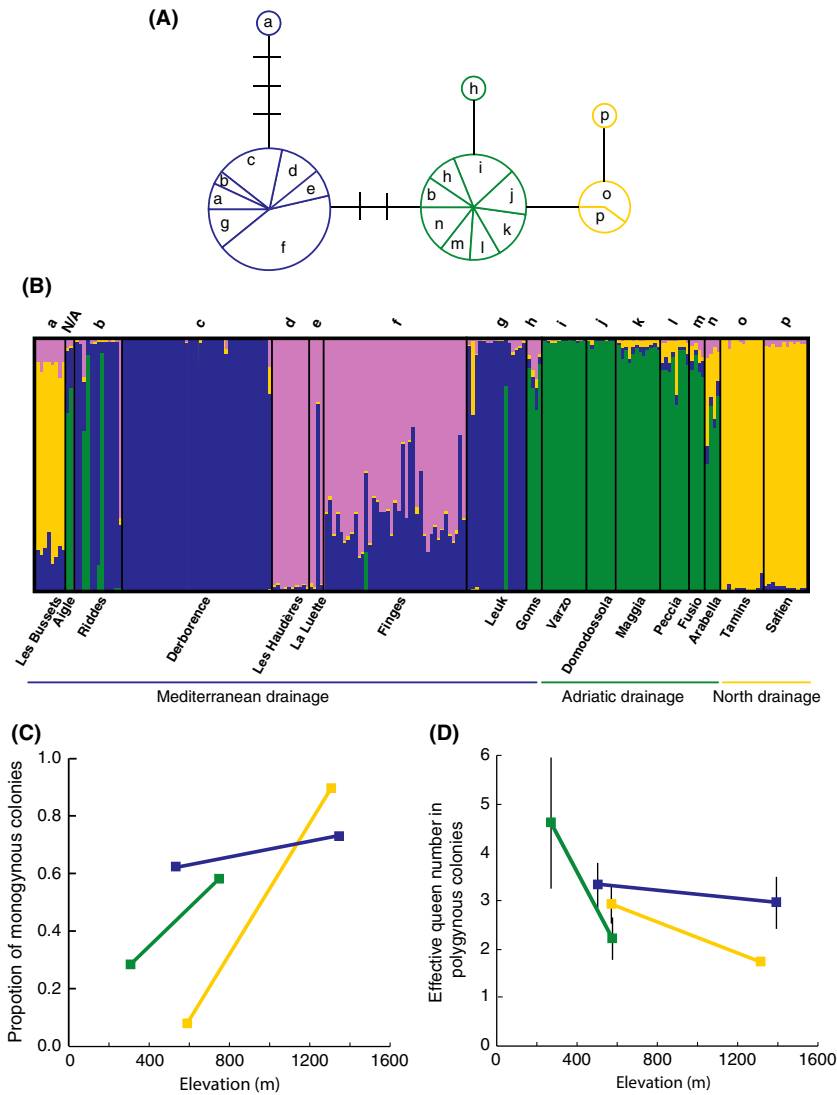 (A)
a
h
p
c
d
b
e
a
g
f
h
i
b
j
n
k
m
l
o
p
(B)
a N/A b c d e f g h i j k l m n o p
Les Bussets Aigle Riddes Derborence Les Haudères La Luette Finges Leuk Goms Varzo Domodossola Maggia Peccia Fusio Arabella Tamins Safien
Mediterranean drainage Adriatic drainage North drainage
(C)
Propotion of monogynous colonies
1.0
0.8
0.6
0.4
0.2
0.0
0 400 800 1200 1600
Elevation (m)
(D)
Effective queen number in
polygynous colonies
6
5
4
3
2
1
0
0 400 800 1200 1600
Elevation (m)